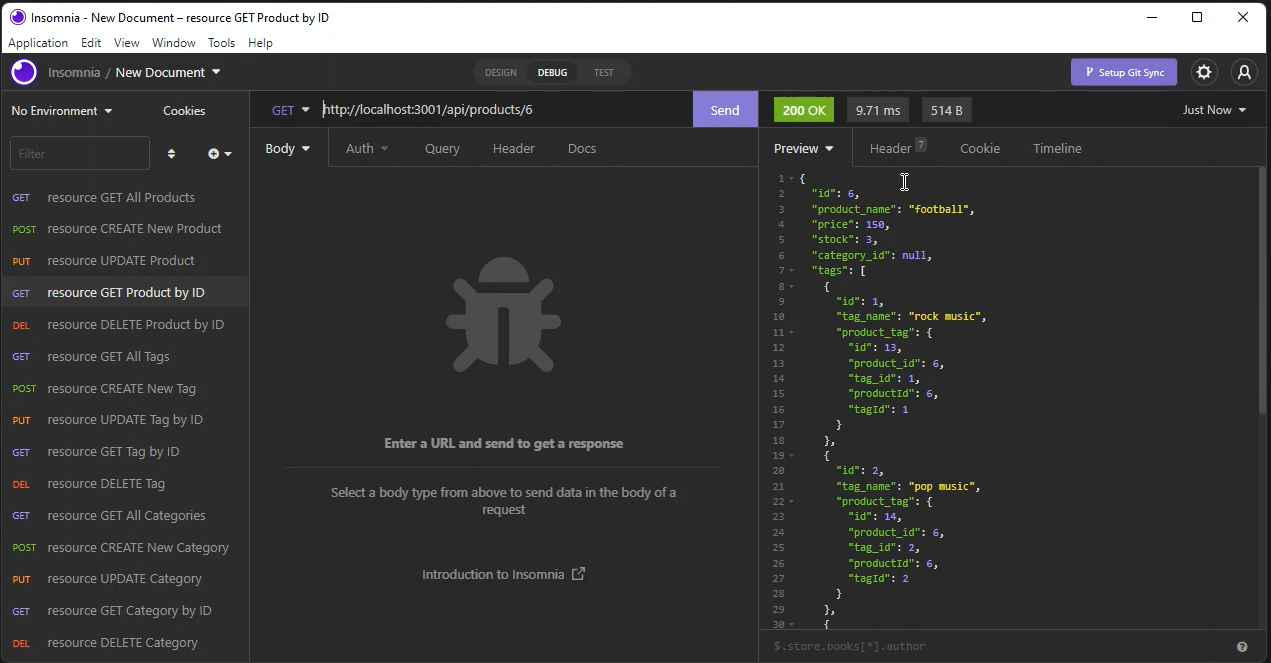 Insomnia - New Document – resource GET Product by ID
Application Edit View Window Tools Help
Insomnia / New Document
DESIGN DEBUG TEST
Setup Git Sync
No Environment Cookies
GET http://localhost:3001/api/products/6 Send
200 OK 9.71 ms 514 B Just Now
Filter
Body Auth Query Header Docs
Preview Header 7 Cookie Timeline
GET resource GET All Products
POST resource CREATE New Product
PUT resource UPDATE Product
GET resource GET Product by ID
DEL resource DELETE Product by ID
GET resource GET All Tags
POST resource CREATE New Tag
PUT resource UPDATE Tag by ID
GET resource GET Tag by ID
DEL resource DELETE Tag
GET resource GET All Categories
POST resource CREATE New Category
PUT resource UPDATE Category
GET resource GET Category by ID
DEL resource DELETE Category
Enter a URL and send to get a response
Select a body type from above to send data in the body of a
request
Introduction to Insomnia
1 {
2 "id": 6,
3 "product_name": "football",
4 "price": 150,
5 "stock": 3,
6 "category_id": null,
7 "tags": [
8 {
9 "id": 1,
10 "tag_name": "rock music",
11 "product_tag": {
12 "id": 13,
13 "product_id": 6,
14 "tag_id": 1,
15 "productId": 6,
16 "tagId": 1
17 }
18 },
19 {
20 "id": 2,
21 "tag_name": "pop music",
22 "product_tag": {
23 "id": 14,
24 "product_id": 6,
25 "tag_id": 2,
26 "productId": 6,
27 "tagId": 2
28 }
29 },
30 {
$.store.books[*].author